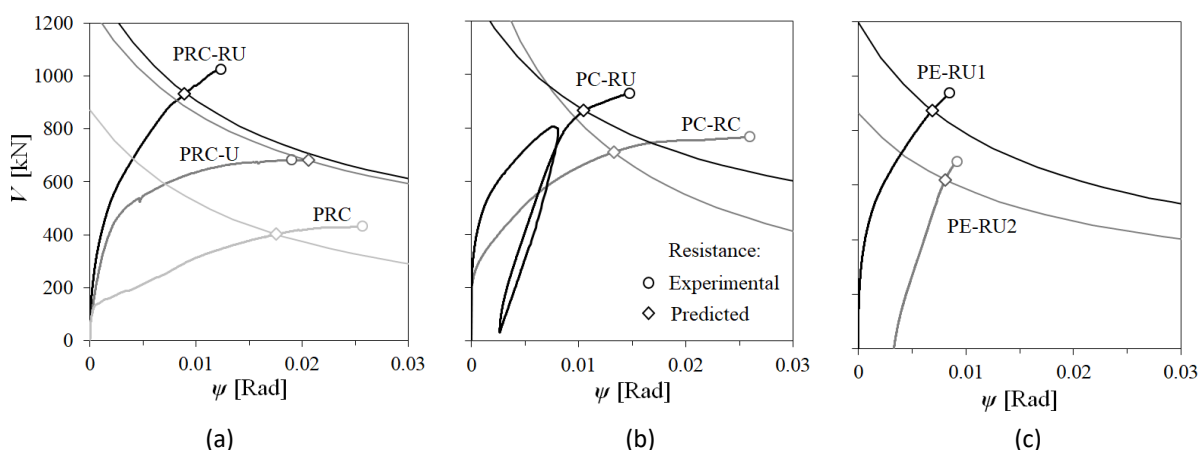 1200
1000
800
600
400
200
0
V [kN]
PRC-RU
PRC-U
PRC
0
0.01
0.02
0.03
ψ [Rad]
(a)
PC-RU
PC-RC
Resistance:
Experimental
Predicted
0
0.01
0.02
0.03
ψ [Rad]
(b)
PE-RU1
PE-RU2
0
0.01
0.02
0.03
ψ [Rad]
(c)